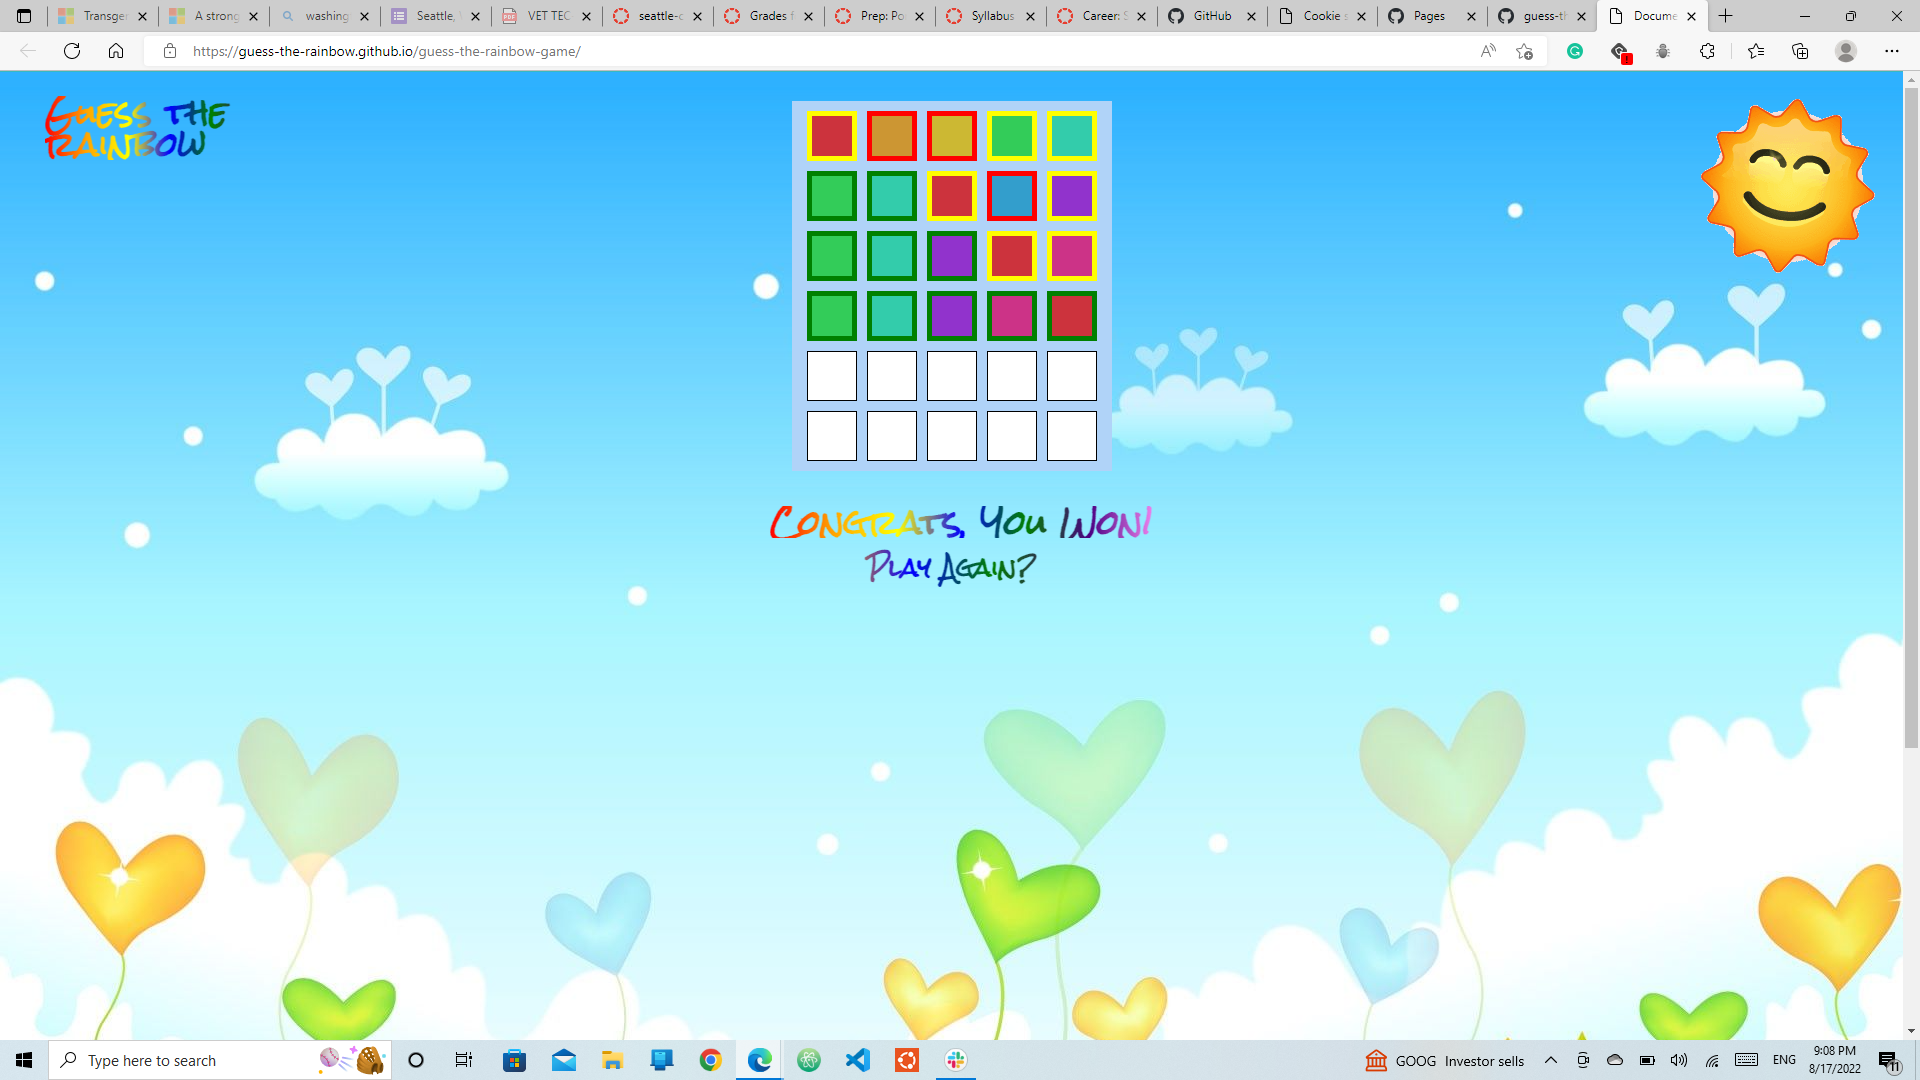 Transger
A strong
washing
Seattle,
VET TEC
seattle-c
Grades f
Prep: Po
Syllabus
Career: S
GitHub
Cookie s
Pages
guess-th
Docume
https://guess-the-rainbow.github.io/guess-the-rainbow-game/
Guess the
Rainbow
Congrats, You Won!
Play Again?
Type here to search
GOOG Investor sells
ENG
9:08 PM
8/17/2022
11